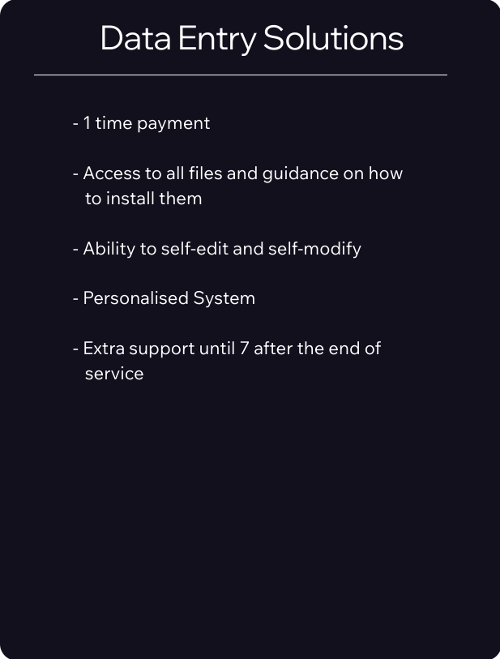 Data Entry Solutions
- 1 time payment
- Access to all files and guidance on how
to install them
- Ability to self-edit and self-modify
- Personalised System
- Extra support until 7 after the end of
service